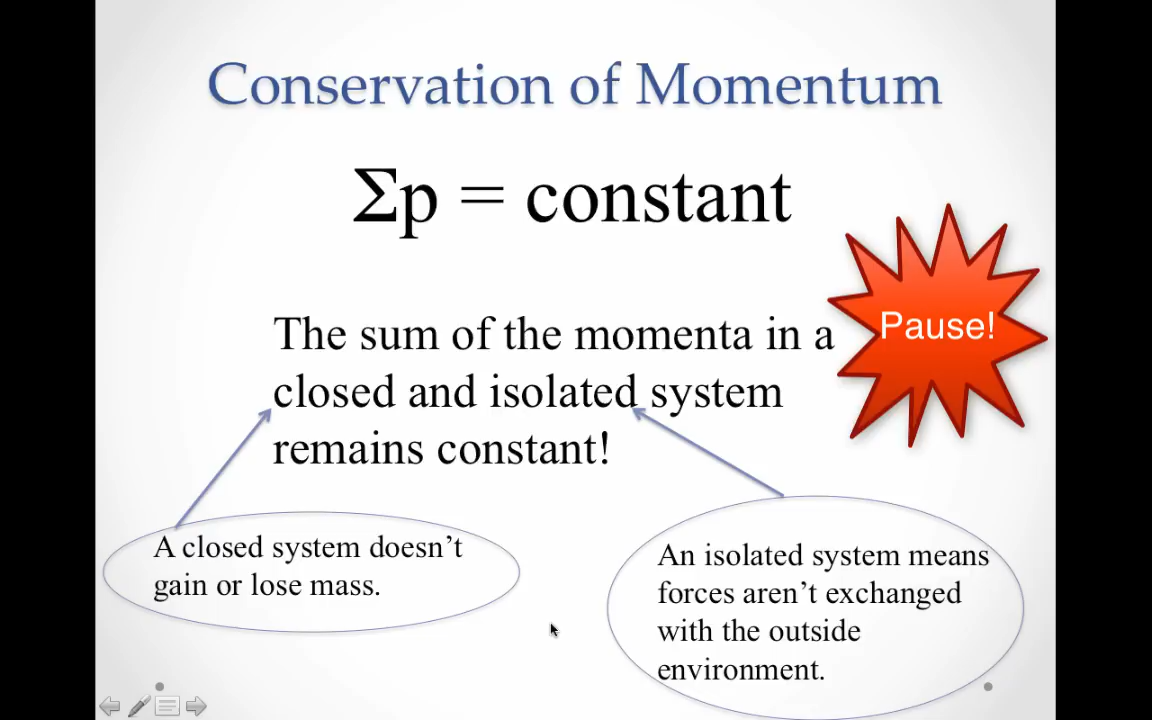 Conservation of Momentum
Σp = constant
The sum of the momenta in a
closed and isolated system
remains constant!
Pause!
A closed system doesn’t
gain or lose mass.
An isolated system means
forces aren’t exchanged
with the outside
environment.